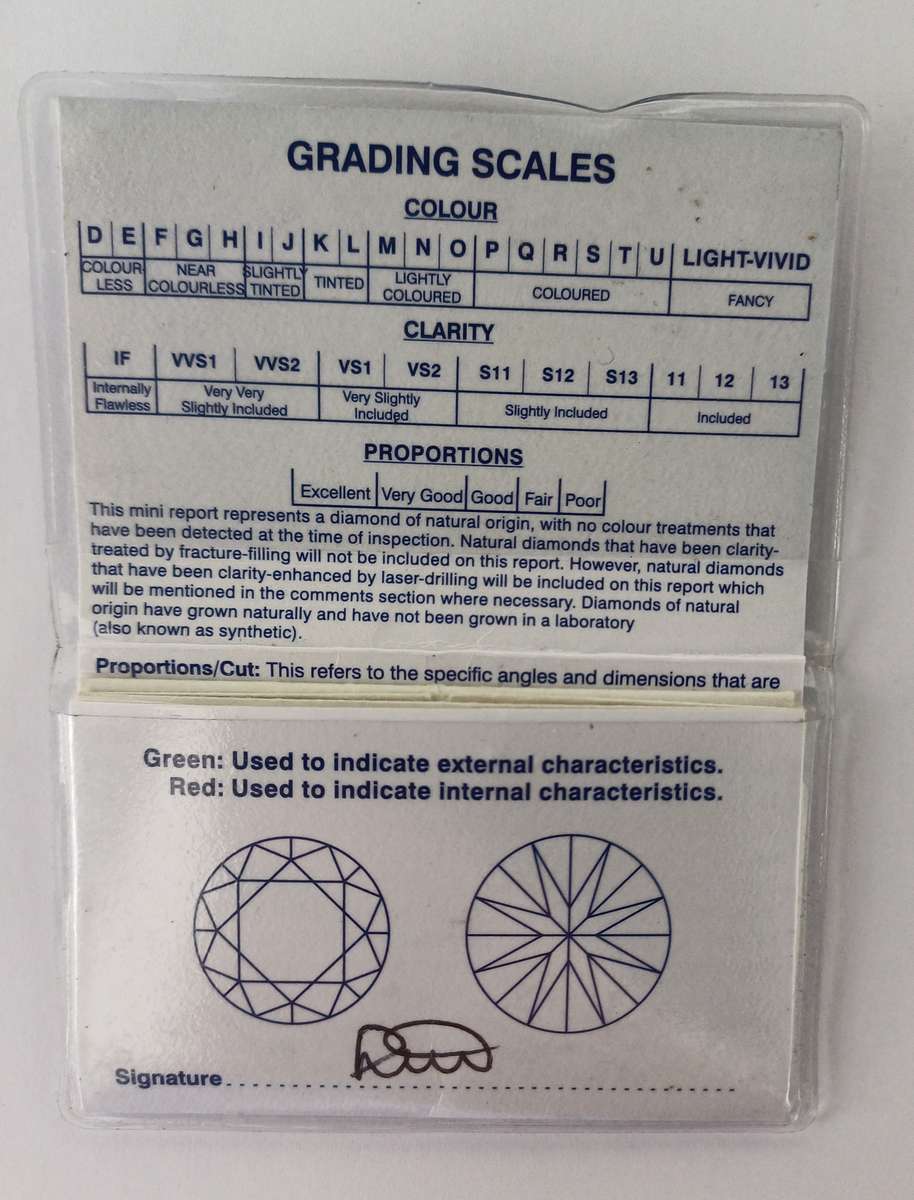 GRADING SCALES
COLOUR
D E F G H I J K L M N O P Q R S T U LIGHT-VIVID
COLOUR- NEAR SLIGHTLY TINTED LIGHTLY COLOURED FANCY
LESS COLOURLESS TINTED COLOURED
CLARITY
IF VVS1 VVS2 VS1 VS2 S11 S12 S13 11 12 13
Internally Very Very Very Slightly Slightly Included Included
Flawless Slightly Included Included
PROPORTIONS
Excellent Very Good Good Fair Poor
This mini report represents a diamond of natural origin, with no colour treatments that
have been detected at the time of inspection. Natural diamonds that have been clarity-
treated by fracture-filling will not be included on this report. However, natural diamonds
that have been clarity-enhanced by laser-drilling will be included on this report which
will be mentioned in the comments section where necessary. Diamonds of natural
origin have grown naturally and have not been grown in a laboratory
(also known as synthetic).
Proportions/Cut: This refers to the specific angles and dimensions that are
Green: Used to indicate external characteristics.
Red: Used to indicate internal characteristics.
Signature